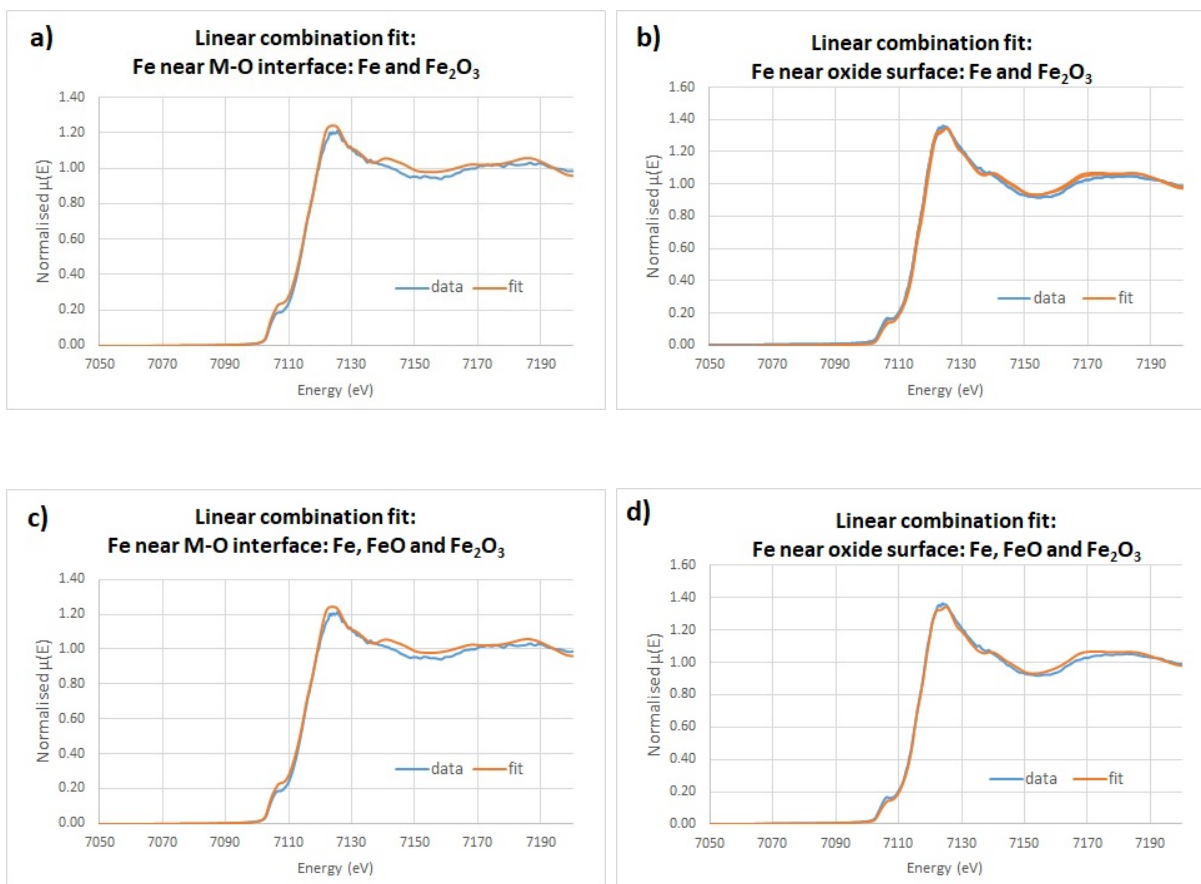 a)
Linear combination fit:
Fe near M-O interface: Fe and Fe₂O₃
1.40
1.20
1.00
0.80
0.60
0.40
0.20
0.00
Normalised μ(E)
data
fit
7050
7070
7090
7110
7130
7150
7170
7190
Energy (eV)
b)
Linear combination fit:
Fe near oxide surface: Fe and Fe₂O₃
1.60
1.40
1.20
1.00
0.80
0.60
0.40
0.20
0.00
Normalised μ(E)
data
fit
7050
7070
7090
7110
7130
7150
7170
7190
Energy (eV)
c)
Linear combination fit:
Fe near M-O interface: Fe, FeO and Fe₂O₃
1.40
1.20
1.00
0.80
0.60
0.40
0.20
0.00
Normalised μ(E)
data
fit
7050
7070
7090
7110
7130
7150
7170
7190
Energy (eV)
d)
Linear combination fit:
Fe near oxide surface: Fe, FeO and Fe₂O₃
1.60
1.40
1.20
1.00
0.80
0.60
0.40
0.20
0.00
Normalised μ(E)
data
fit
7050
7070
7090
7110
7130
7150
7170
7190
Energy (eV)